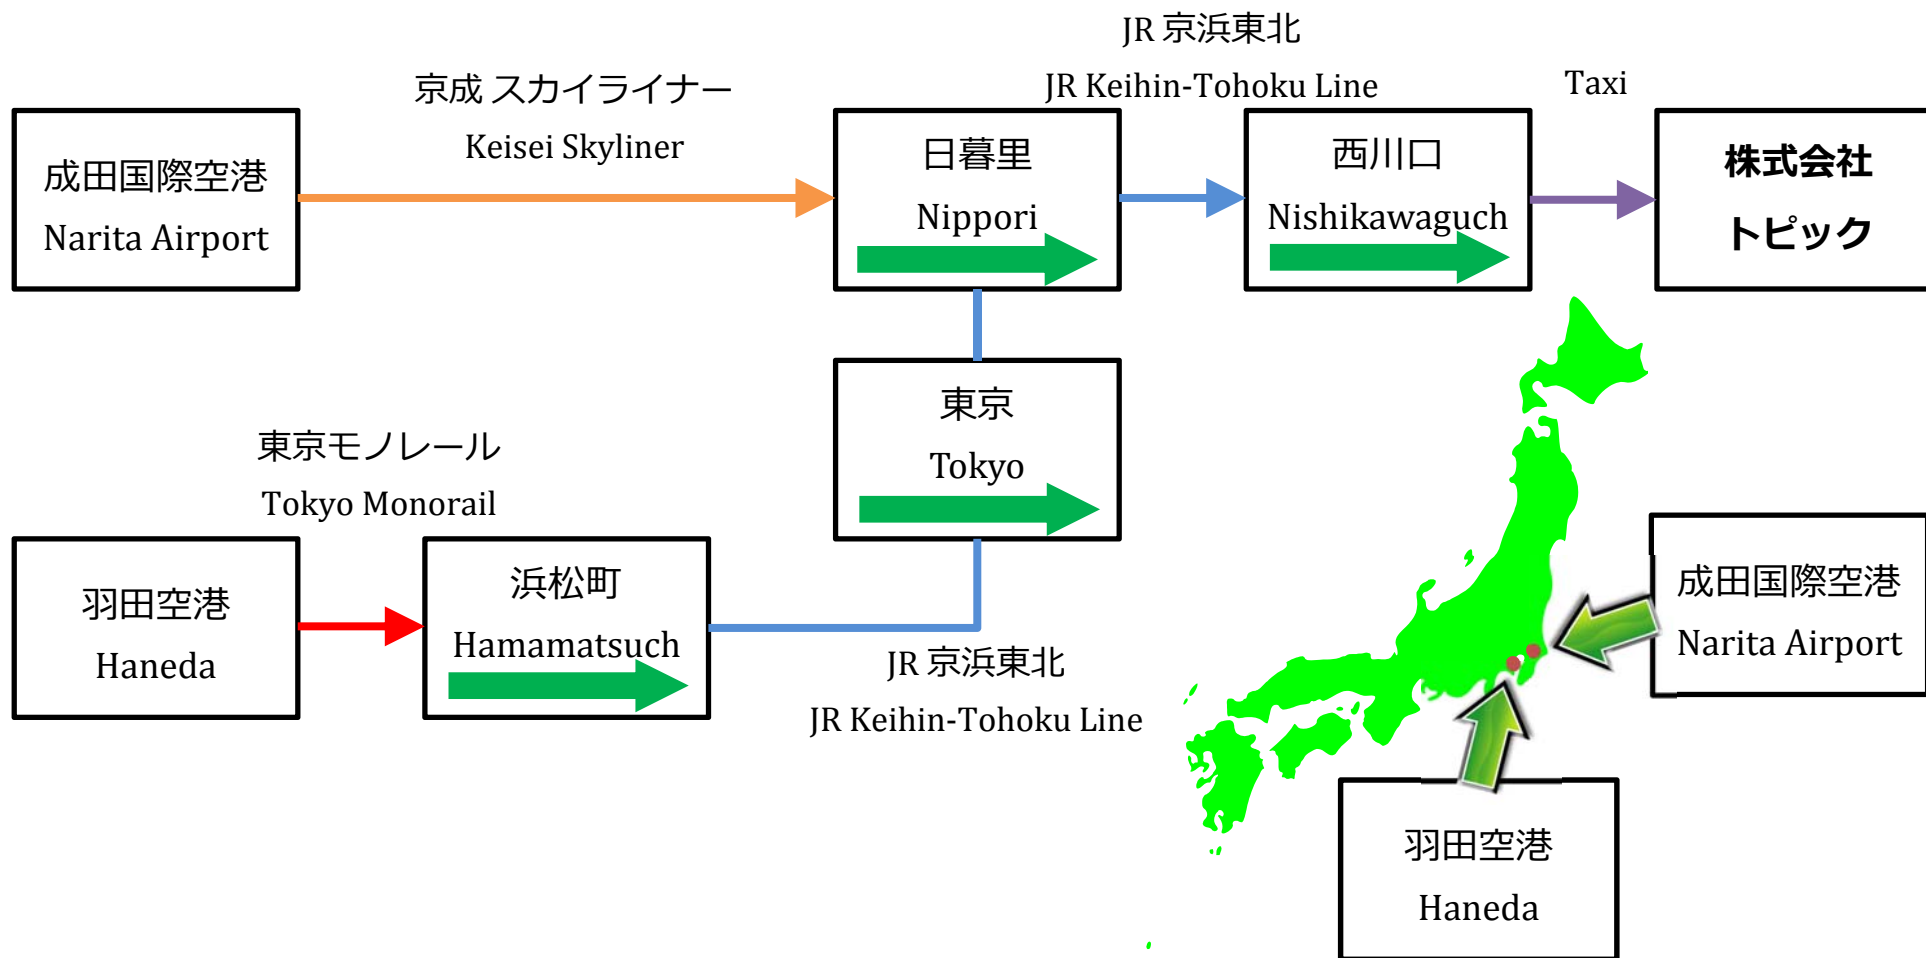 JR 京浜東北
JR Keihin-Tohoku Line
Taxi
京成 スカイライナー
Keisei Skyliner
成田国際空港
Narita Airport
日暮里
Nippori
西川口
Nishikawaguch
株式会社
トピック
東京
Tokyo
東京モノレール
Tokyo Monorail
羽田空港
Haneda
浜松町
Hamamatsuch
JR 京浜東北
JR Keihin-Tohoku Line
成田国際空港
Narita Airport
羽田空港
Haneda